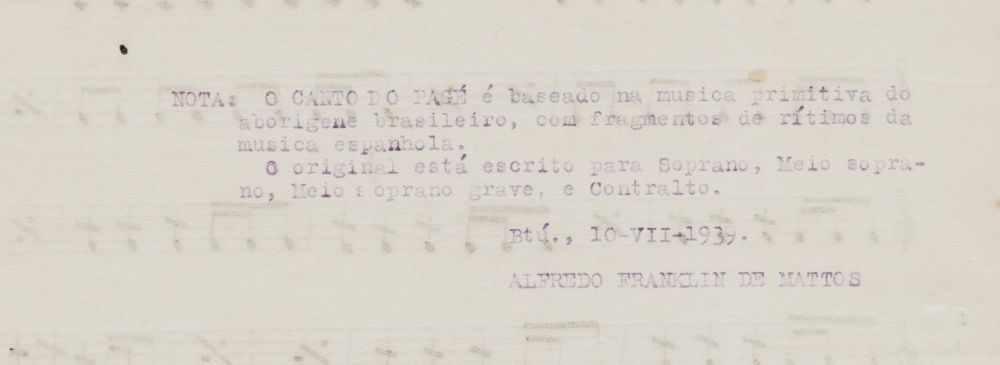 NOTA: O CANTO DO PAGÉ é baseado na musica primitiva do
aborigene brasileiro, com fragmentos de rítimos da
musica espanhola.
O original está escrito para Soprano, Meio sopra-
no, Meio soprano grave, e Contralto.
Btú., 10-VII-1939.
ALFREDO FRANKLIN DE MATTOS